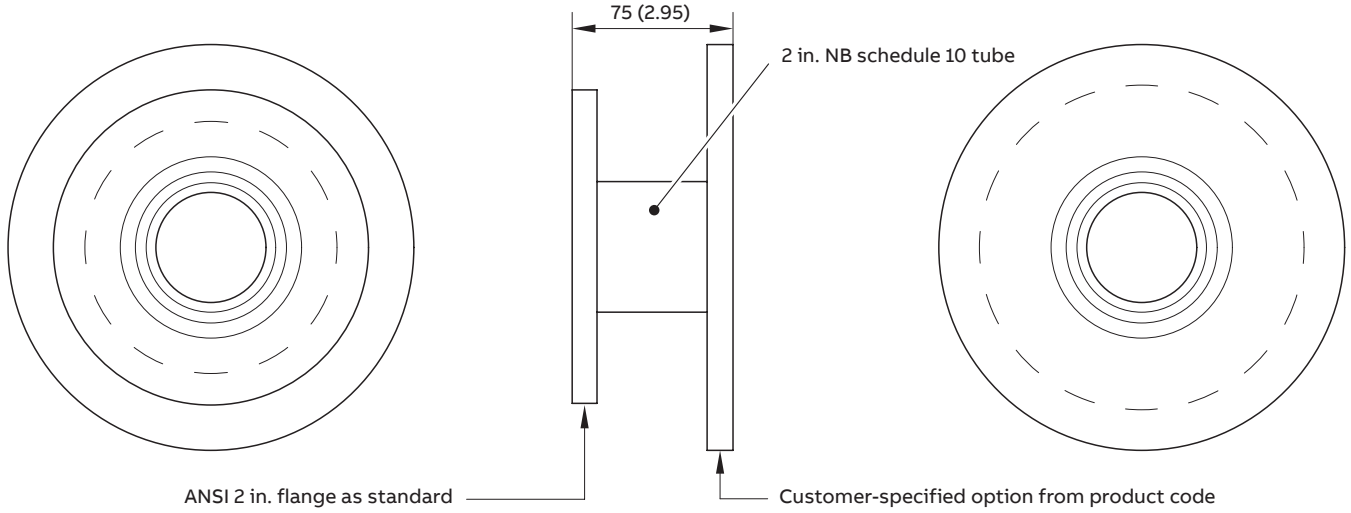 75 (2.95)
2 in. NB schedule 10 tube
ANSI 2 in. flange as standard
Customer-specified option from product code